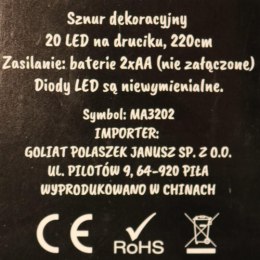 Sznur dekoracyjny
20 LED na druciku, 220cm
Zasilanie: baterie 2xAA (nie załączone)
Diody LED są niewymienialne.
Symbol: MA3202
IMPORTER:
GOLIAT POLASZEK JANUSZ SP. Z O.O.
UL. PILOTÓW 9, 64-920 PIŁA
WYPRODUKOWANO W CHINACH
CE RoHS